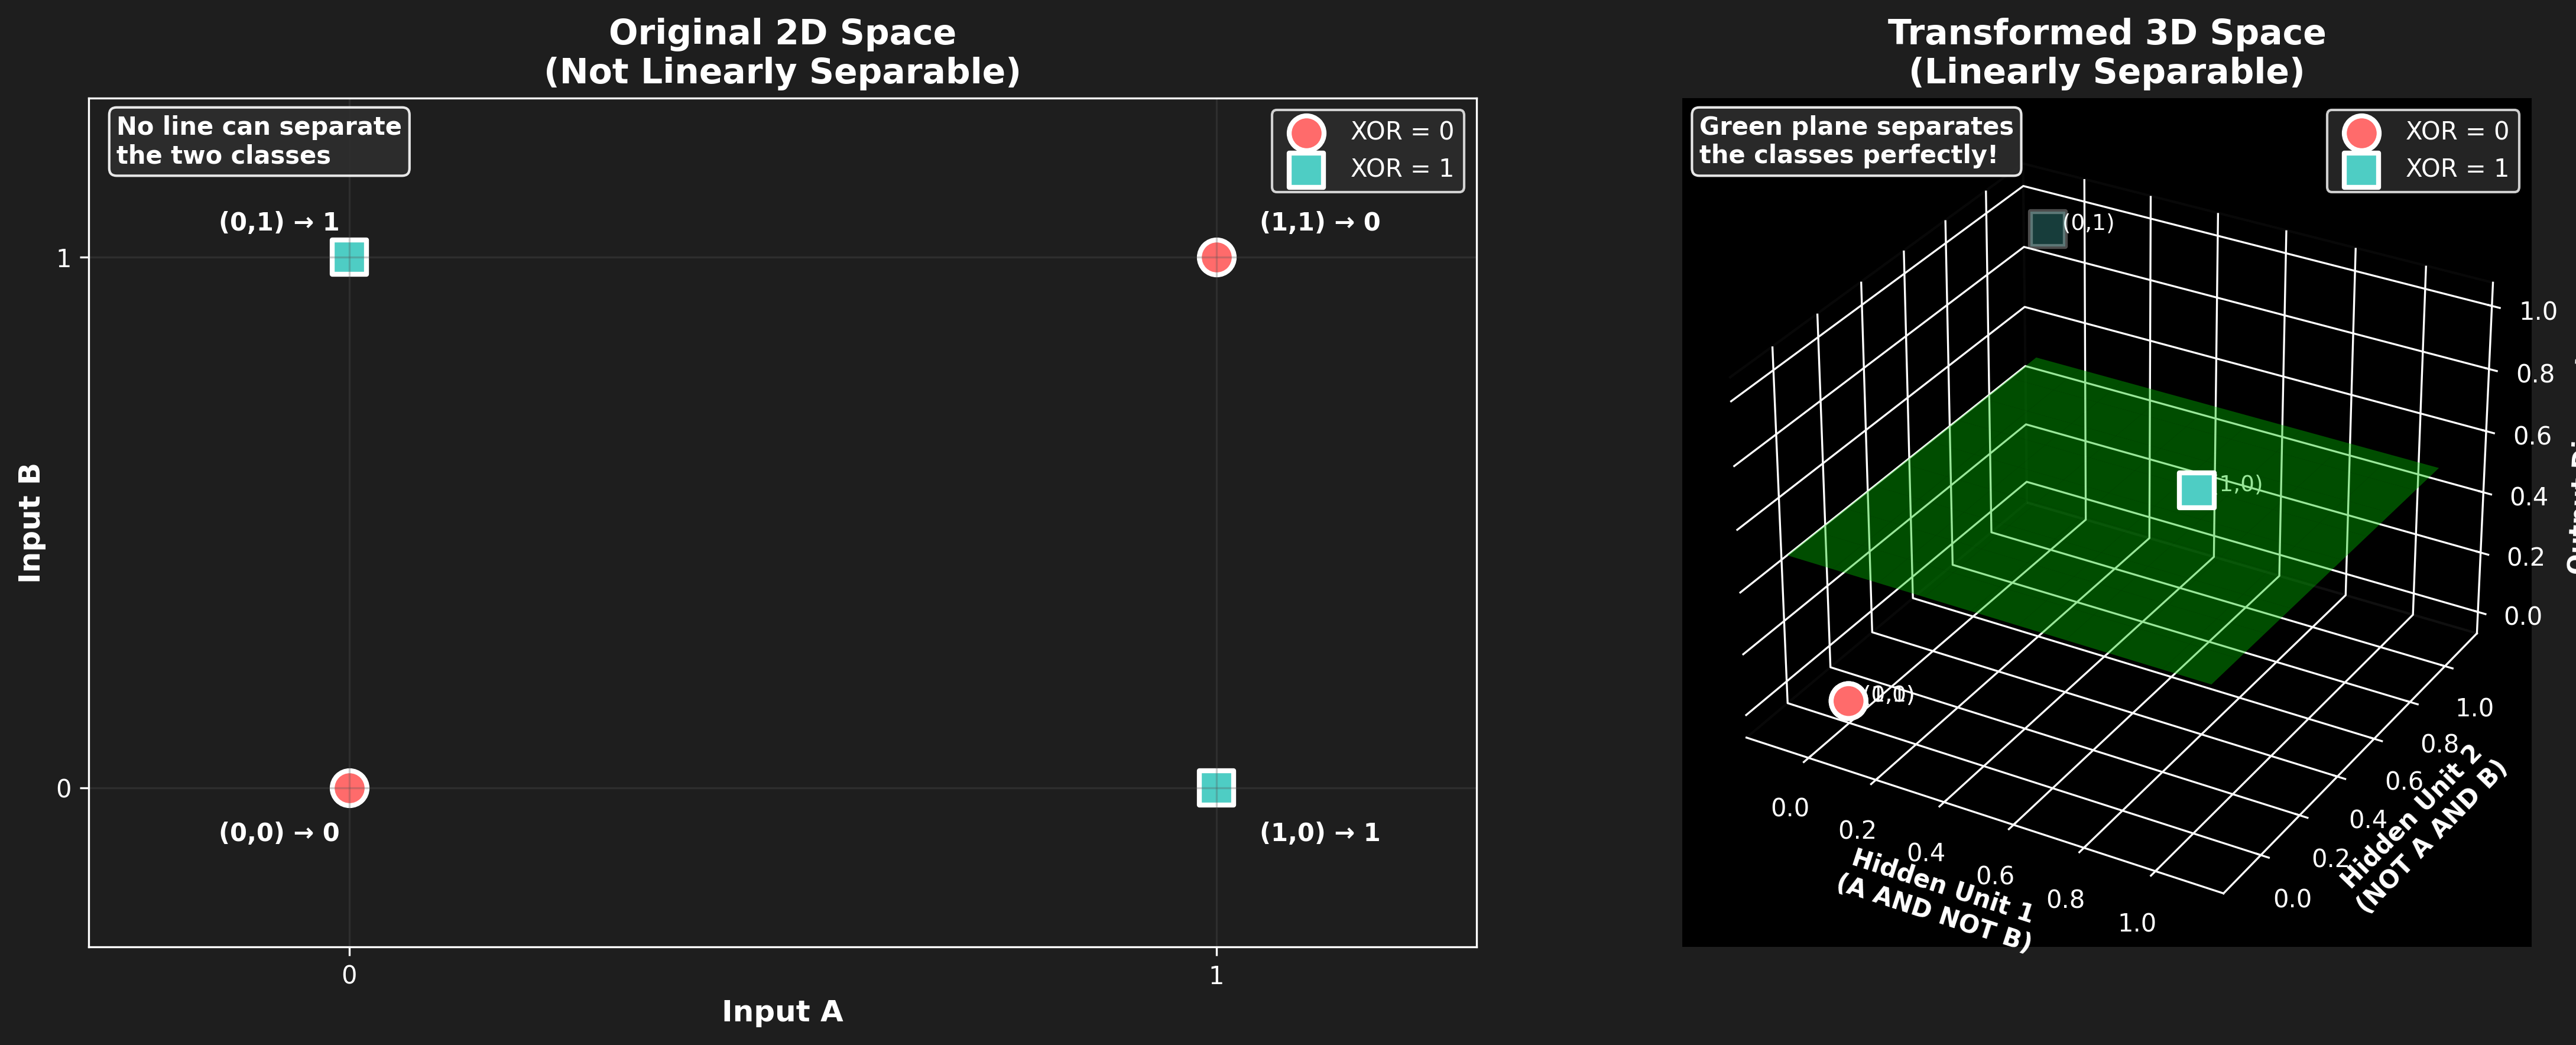 Original 2D Space
(Not Linearly Separable)
No line can separate
the two classes
XOR = 0
XOR = 1
(0,1) → 1
(1,1) → 0
1
Input B
0
(0,0) → 0
(1,0) → 1
0
1
Input A
Transformed 3D Space
(Linearly Separable)
Green plane separates
the classes perfectly!
XOR = 0
XOR = 1
(0,1)
1,0)
1.0
0.8
0.6
0.4
0.2
0.0
0.0
0.2
0.4
0.6
0.8
1.0
Hidden Unit 1
(A AND NOT B)
1.0
0.8
0.6
0.4
0.2
0.0
Hidden Unit 2
(NOT A AND B)